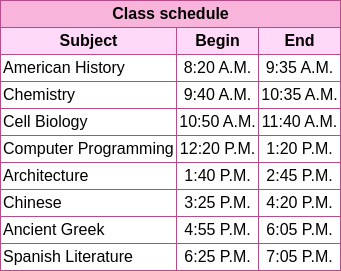 Class schedule
Subject Begin End
American History 8:20 A.M. 9:35 A.M.
Chemistry 9:40 A.M. 10:35 A.M.
Cell Biology 10:50 A.M. 11:40 A.M.
Computer Programming 12:20 P.M. 1:20 P.M.
Architecture 1:40 P.M. 2:45 P.M.
Chinese 3:25 P.M. 4:20 P.M.
Ancient Greek 4:55 P.M. 6:05 P.M.
Spanish Literature 6:25 P.M. 7:05 P.M.